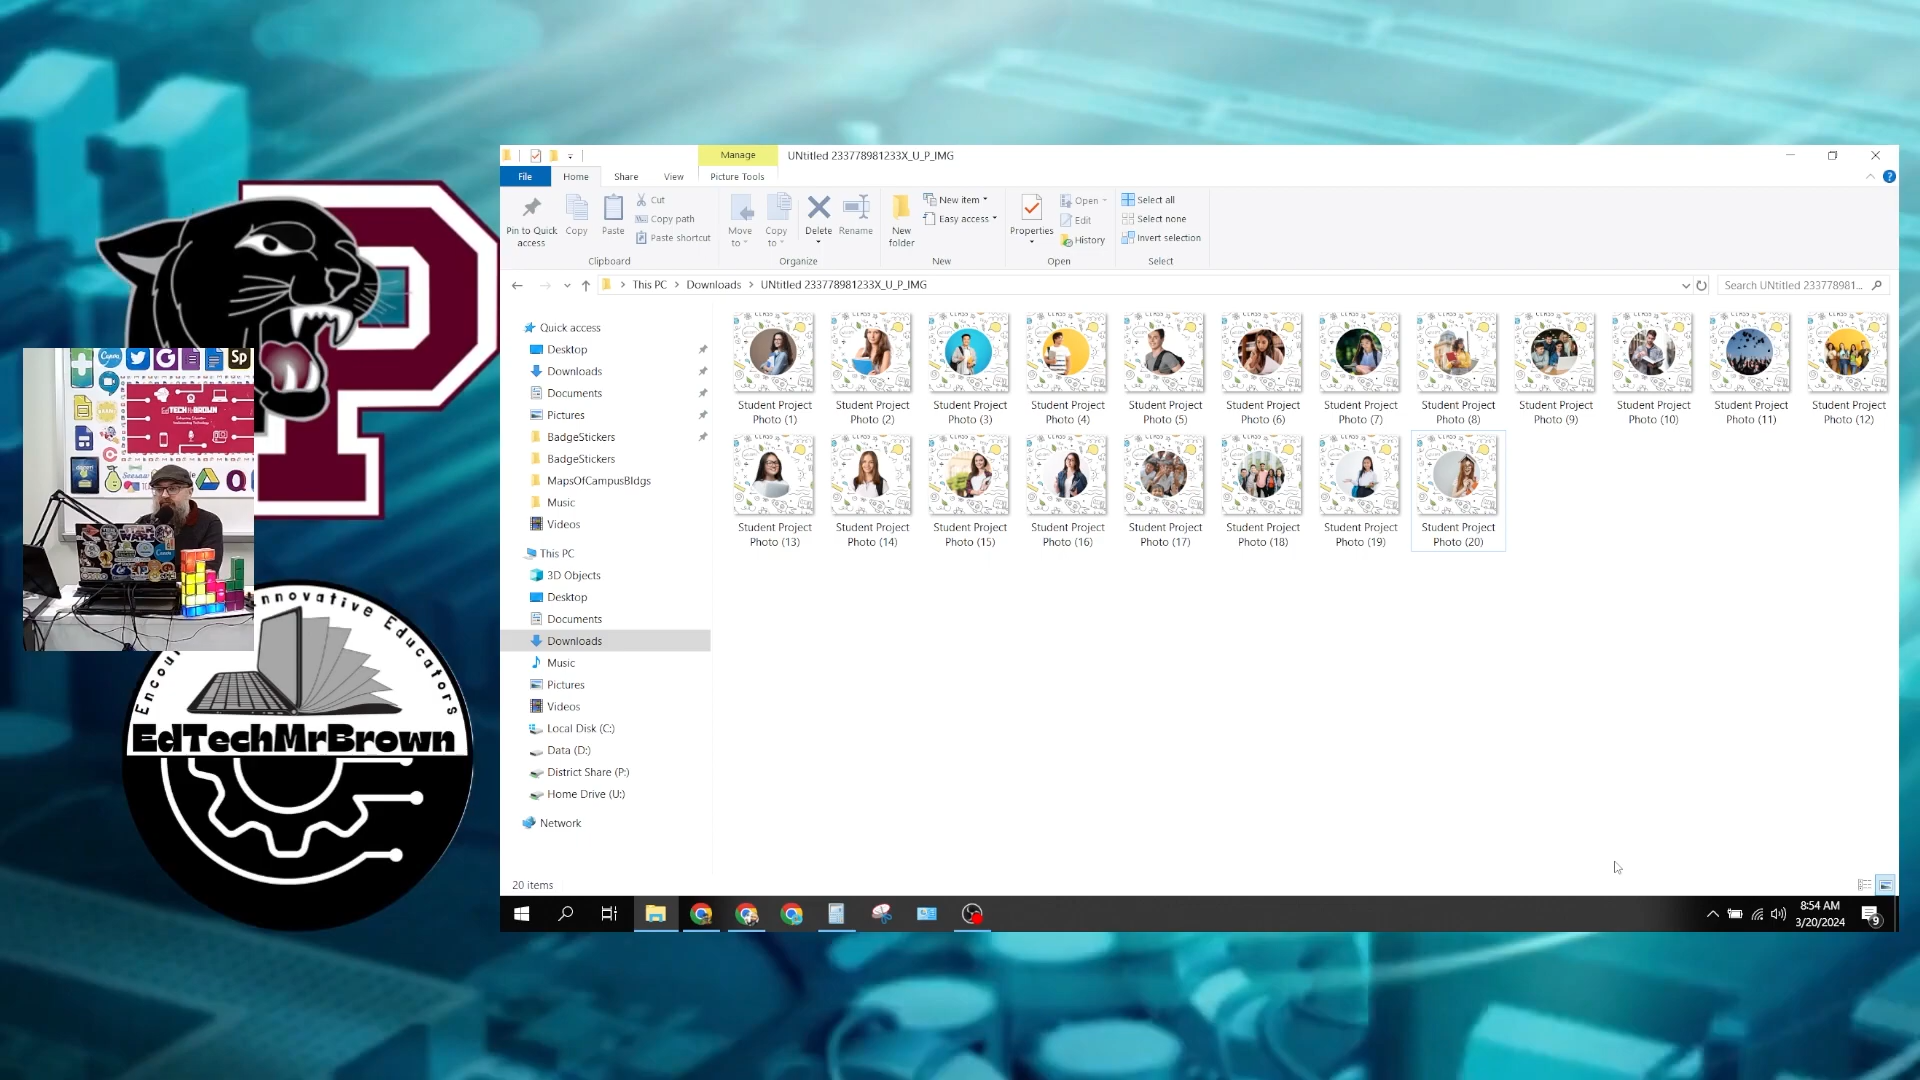 Manage
UNtitled 233778981233X_U_P_IMG
File
Home
Share
View
Picture Tools
Pin to Quick access
Copy
Paste
Cut
Copy path
Paste shortcut
Move to
Copy to
Delete
Rename
New folder
New item
Easy access
Properties
Open
Edit
History
Select all
Select none
Invert selection
Clipboard
Organize
New
Open
Select
This PC > Downloads > UNtitled 233778981233X_U_P_IMG
Search UNtitled 233778981...
Quick access
Desktop
Downloads
Documents
Pictures
BadgeStickers
BadgeStickers
MapsOfCampusBldgs
Music
Videos
This PC
3D Objects
Desktop
Documents
Downloads
Music
Pictures
Videos
Local Disk (C:)
Data (D:)
District Share (P:)
Home Drive (U:)
Network
Student Project Photo (1)
Student Project Photo (2)
Student Project Photo (3)
Student Project Photo (4)
Student Project Photo (5)
Student Project Photo (6)
Student Project Photo (7)
Student Project Photo (8)
Student Project Photo (9)
Student Project Photo (10)
Student Project Photo (11)
Student Project Photo (12)
Student Project Photo (13)
Student Project Photo (14)
Student Project Photo (15)
Student Project Photo (16)
Student Project Photo (17)
Student Project Photo (18)
Student Project Photo (19)
Student Project Photo (20)
20 items
8:54 AM
3/20/2024
9
P
Sp
EdTECHMrBROWN
nnovative Educators
Encou
EdTechMrBrown